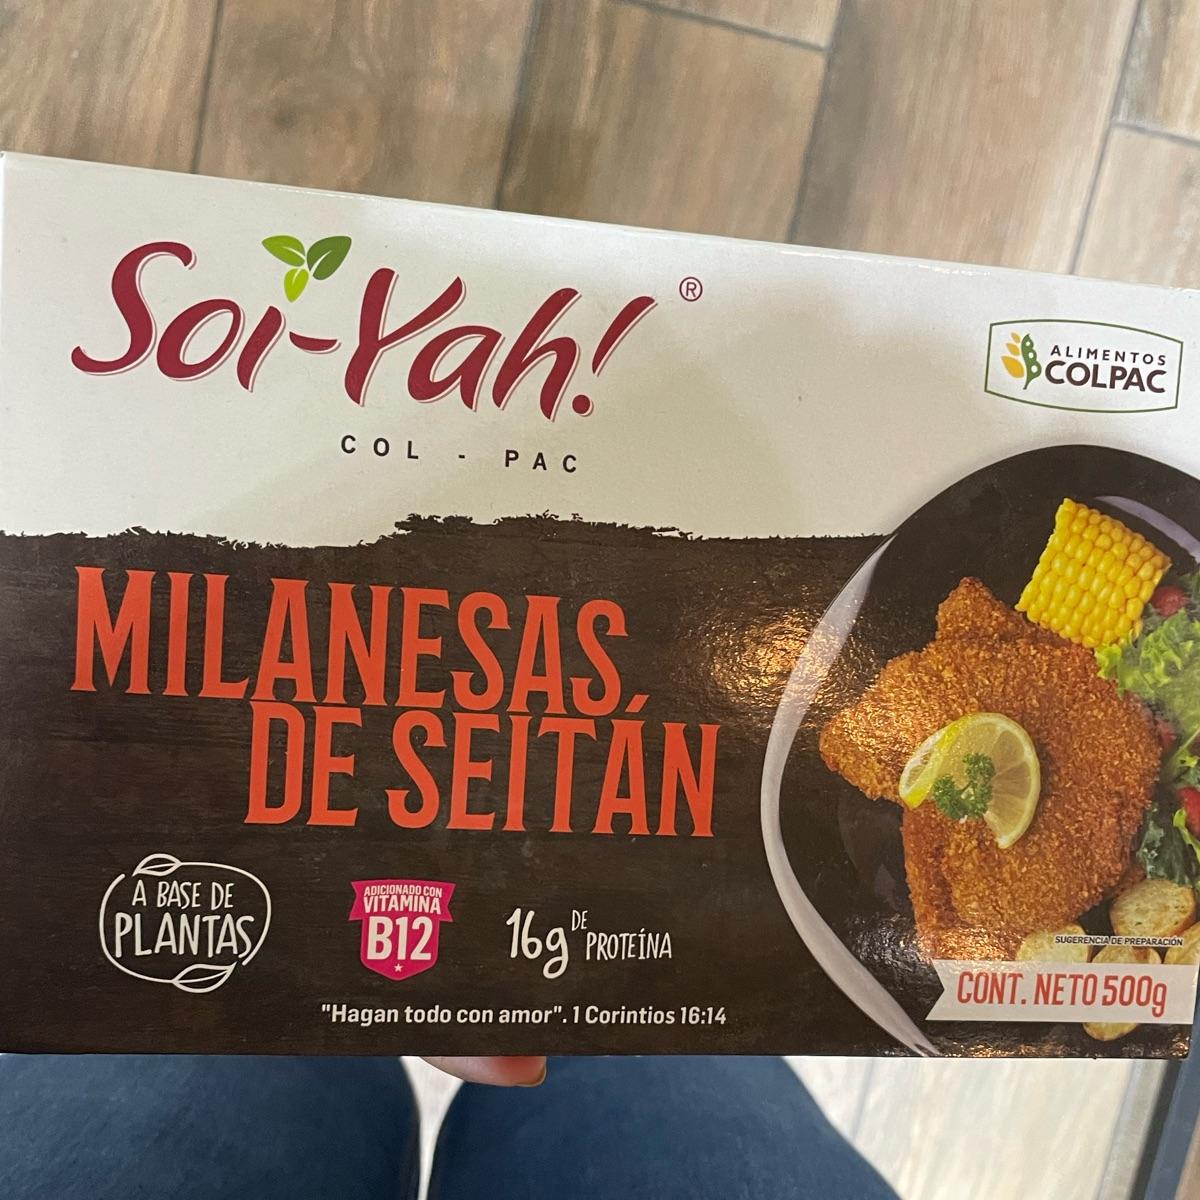 Soi-Yah! ®
COL - PAC
ALIMENTOS
COLPAC
MILANESAS
DE SEITÁN
A BASE DE
PLANTAS
ADICIONADO CON
VITAMINA
B12
16g DE PROTEÍNA
"Hagan todo con amor". 1 Corintios 16:14
SUGERENCIA DE PREPARACIÓN
CONT. NETO 500g